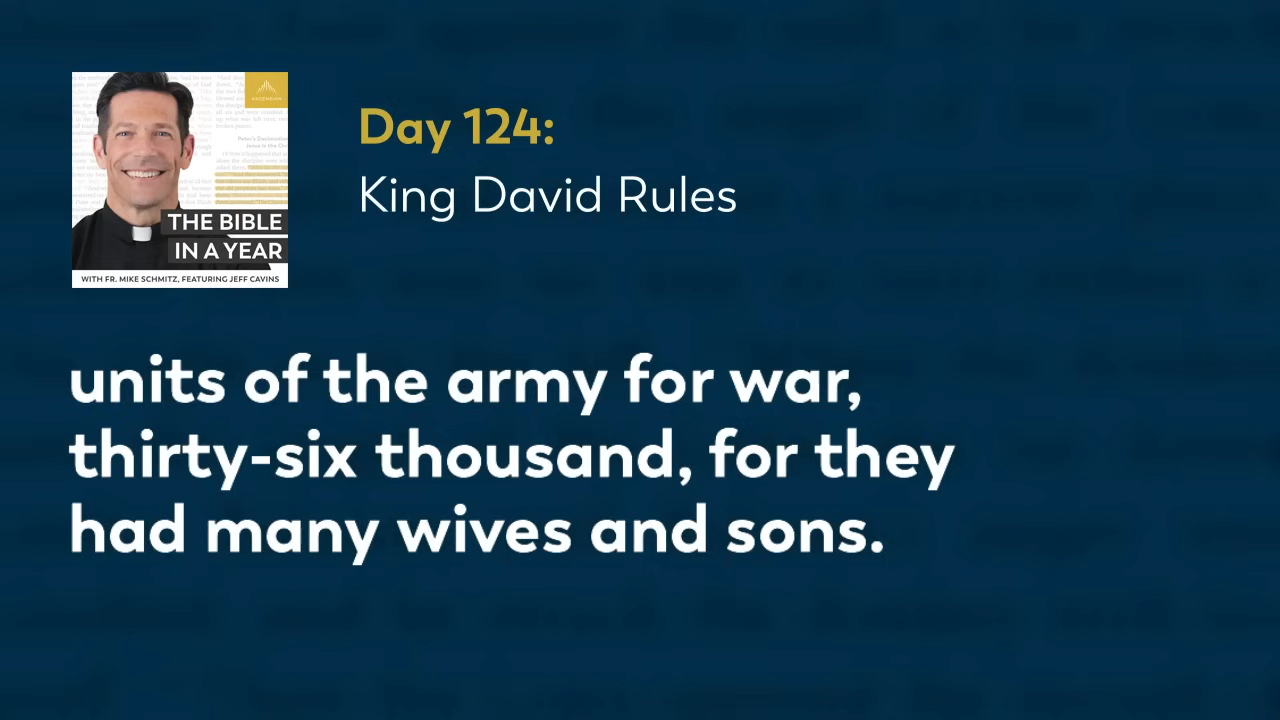 Day 124:
King David Rules
ASCENSION
THE BIBLE
IN A YEAR
WITH FR. MIKE SCHMITZ, FEATURING JEFF CAVINS
units of the army for war,
thirty-six thousand, for they
had many wives and sons.